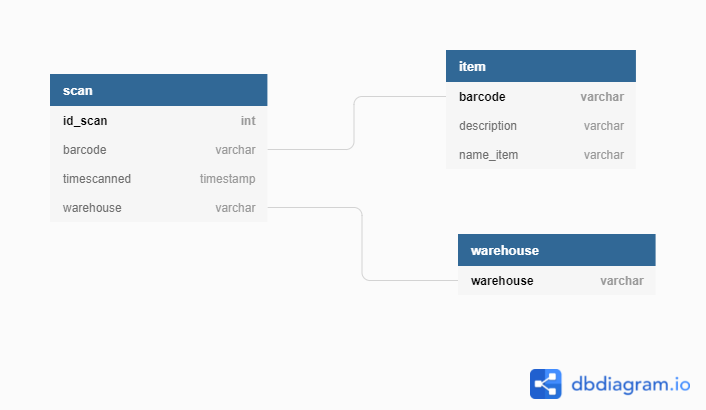 scan
id_scan int
barcode varchar
timescanned timestamp
warehouse varchar
item
barcode varchar
description varchar
name_item varchar
warehouse
warehouse varchar
dbdiagram.io